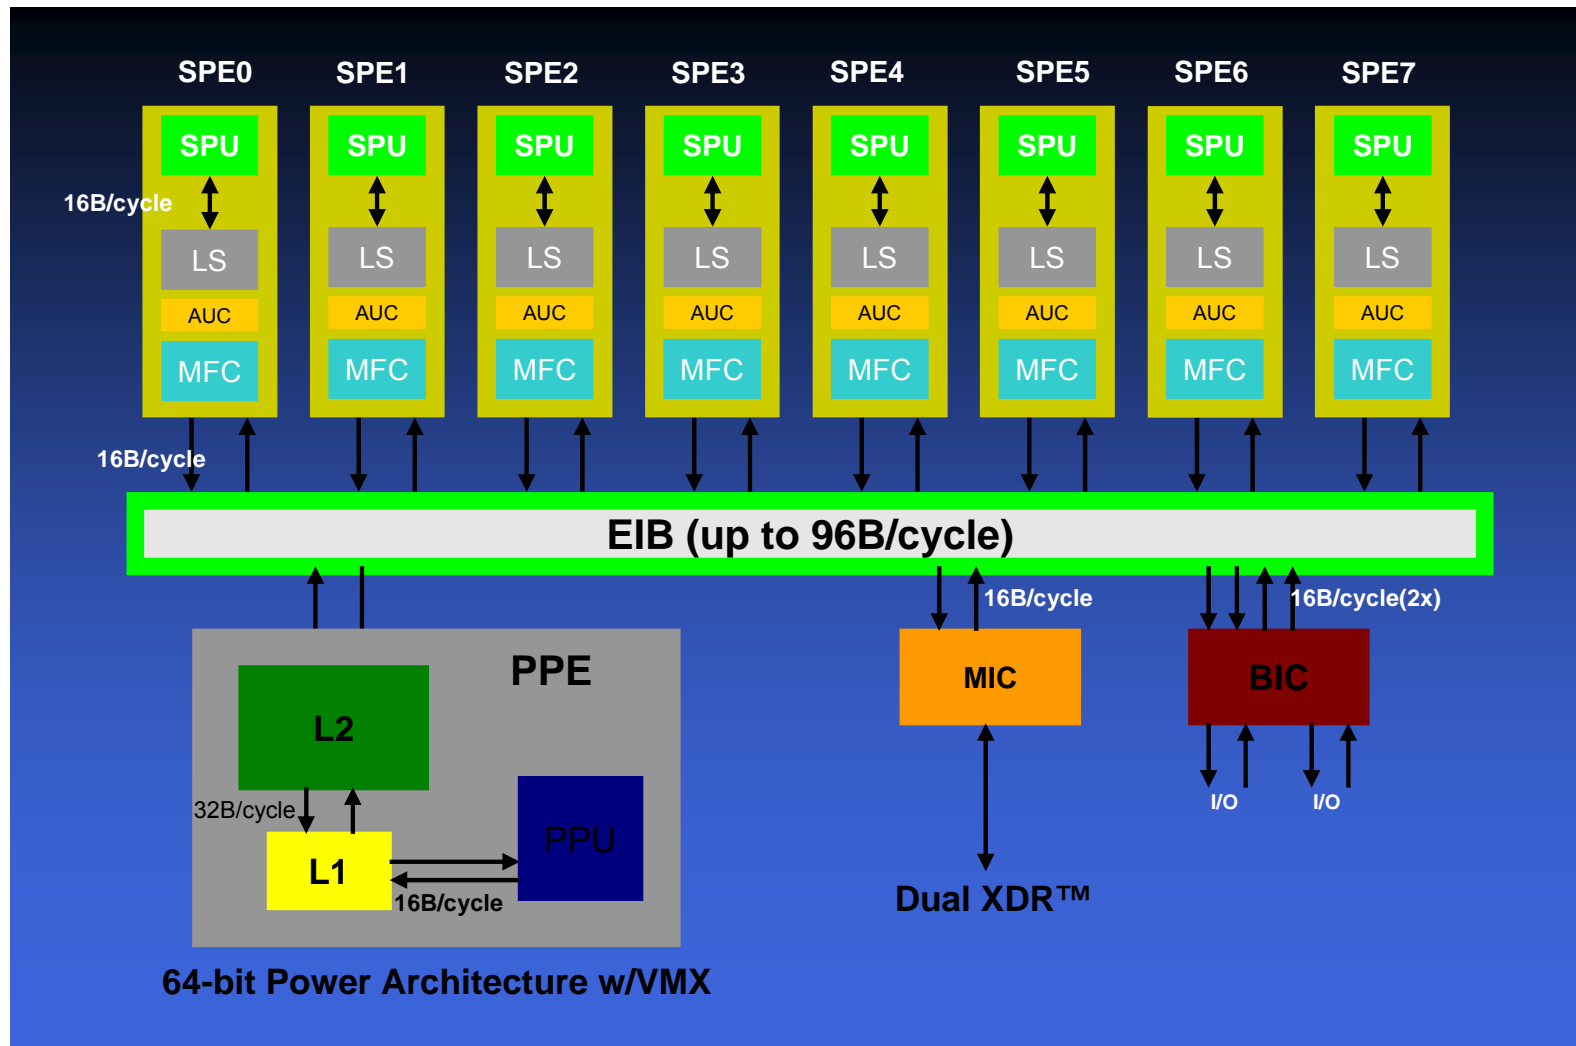 SPE0 SPE1 SPE2 SPE3 SPE4 SPE5 SPE6 SPE7
SPU SPU SPU SPU SPU SPU SPU SPU
16B/cycle
LS LS LS LS LS LS LS LS
AUC AUC AUC AUC AUC AUC AUC AUC
MFC MFC MFC MFC MFC MFC MFC MFC
16B/cycle
EIB (up to 96B/cycle)
16B/cycle 16B/cycle(2x)
PPE MIC BIC
L2
32B/cycle I/O I/O
PPU
L1
16B/cycle Dual XDR™
64-bit Power Architecture w/VMX